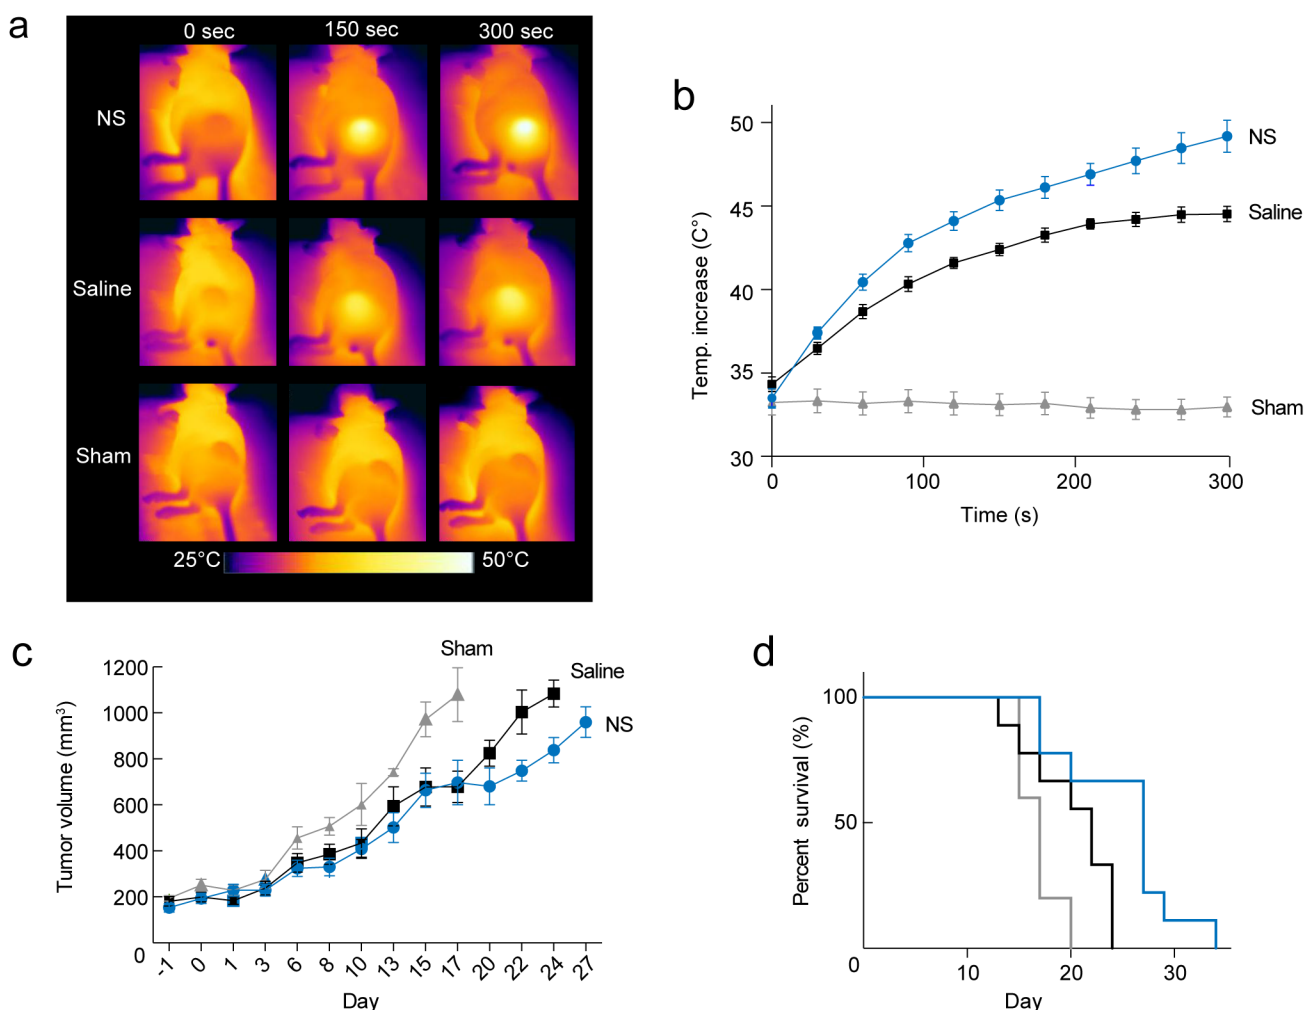 a
0 sec 150 sec 300 sec
NS
Saline
Sham
25°C 50°C
b
Temp. increase (C°)
50
45
40
35
30
0 100 200 300
Time (s)
NS
Saline
Sham
c
Tumor volume (mm³)
1200
1000
800
600
400
200
0
-1 0 1 3 6 8 10 13 15 17 20 22 24 27
Day
Sham
Saline
NS
d
Percent survival (%)
100
50
0 10 20 30
Day